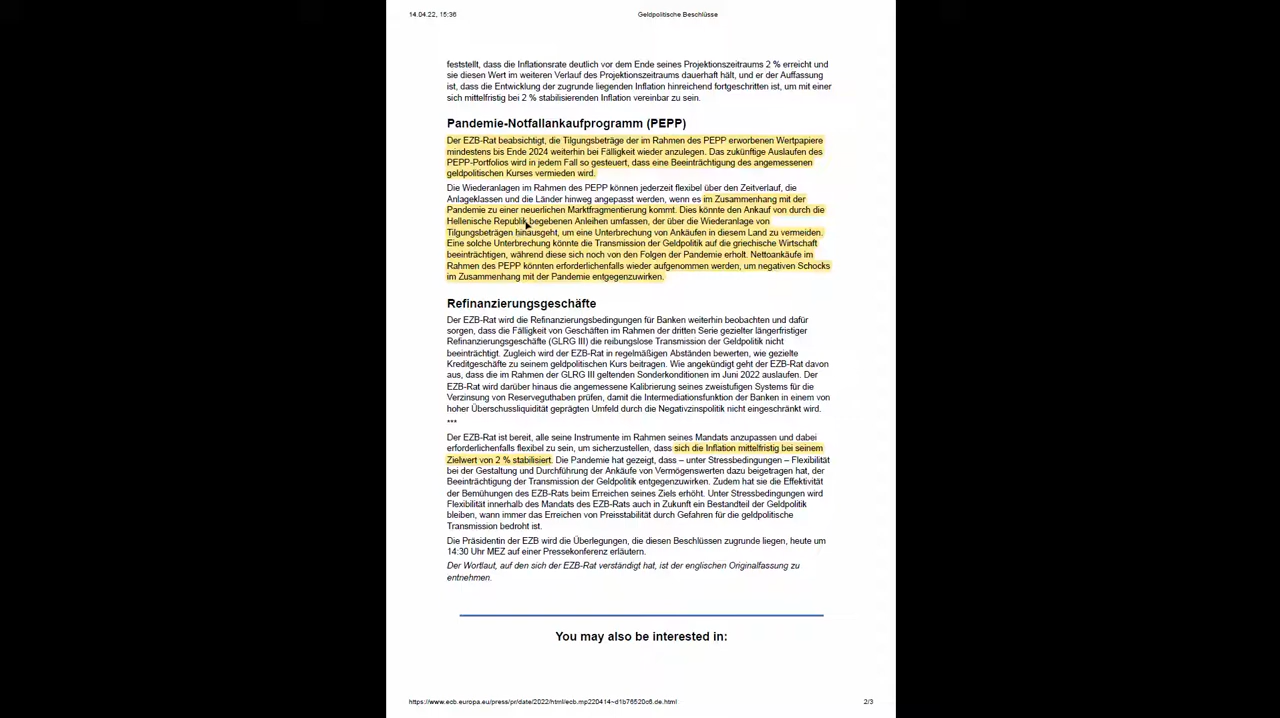 14.04.22, 15:36
Geldpolitische Beschlüsse
feststellt, dass die Inflationsrate deutlich vor dem Ende seines Projektionszeitraums 2 % erreicht und
sie diesen Wert im weiteren Verlauf des Projektionszeitraums dauerhaft hält, und er der Auffassung
ist, dass die Entwicklung der zugrunde liegenden Inflation hinreichend fortgeschritten ist, um mit einer
sich mittelfristig bei 2 % stabilisierenden Inflation vereinbar zu sein.
Pandemie-Notfallankaufprogramm (PEPP)
Der EZB-Rat beabsichtigt, die Tilgungsbeträge der im Rahmen des PEPP erworbenen Wertpapiere
mindestens bis Ende 2024 weiterhin bei Fälligkeit wieder anzulegen. Das zukünftige Auslaufen des
PEPP-Portfolios wird in jedem Fall so gesteuert, dass eine Beeinträchtigung des angemessenen
geldpolitischen Kurses vermieden wird.
Die Wiederanlagen im Rahmen des PEPP können jederzeit flexibel über den Zeitverlauf, die
Anlageklassen und die Länder hinweg angepasst werden, wenn es im Zusammenhang mit der
Pandemie zu einer neuerlichen Marktfragmentierung kommt. Dies könnte den Ankauf von durch die
Hellenische Republik begebenen Anleihen umfassen, der über die Wiederanlage von
Tilgungsbeträgen hinausgeht, um eine Unterbrechung von Ankäufen in diesem Land zu vermeiden.
Eine solche Unterbrechung könnte die Transmission der Geldpolitik auf die griechische Wirtschaft
beeinträchtigen, während diese sich noch von den Folgen der Pandemie erholt. Nettoankäufe im
Rahmen des PEPP könnten erforderlichenfalls wieder aufgenommen werden, um negativen Schocks
im Zusammenhang mit der Pandemie entgegenzuwirken.
Refinanzierungsgeschäfte
Der EZB-Rat wird die Refinanzierungsbedingungen für Banken weiterhin beobachten und dafür
sorgen, dass die Fälligkeit von Geschäften im Rahmen der dritten Serie gezielter längerfristiger
Refinanzierungsgeschäfte (GLRG III) die reibungslose Transmission der Geldpolitik nicht
beeinträchtigt. Zugleich wird der EZB-Rat in regelmäßigen Abständen bewerten, wie gezielte
Kreditgeschäfte zu seinem geldpolitischen Kurs beitragen. Wie angekündigt geht der EZB-Rat davon
aus, dass die im Rahmen der GLRG III geltenden Sonderkonditionen im Juni 2022 auslaufen. Der
EZB-Rat wird darüber hinaus die angemessene Kalibrierung seines zweistufigen Systems für die
Verzinsung von Reserveguthaben prüfen, damit die Intermediationsfunktion der Banken in einem von
hoher Überschussliquidität geprägten Umfeld durch die Negativzinspolitik nicht eingeschränkt wird.
***
Der EZB-Rat ist bereit, alle seine Instrumente im Rahmen seines Mandats anzupassen und dabei
erforderlichenfalls flexibel zu sein, um sicherzustellen, dass sich die Inflation mittelfristig bei seinem
Zielwert von 2 % stabilisiert. Die Pandemie hat gezeigt, dass – unter Stressbedingungen – Flexibilität
bei der Gestaltung und Durchführung der Ankäufe von Vermögenswerten dazu beigetragen hat, der
Beeinträchtigung der Transmission der Geldpolitik entgegenzuwirken. Zudem hat sie die Effektivität
der Bemühungen des EZB-Rats beim Erreichen seines Ziels erhöht. Unter Stressbedingungen wird
Flexibilität innerhalb des Mandats des EZB-Rats auch in Zukunft ein Bestandteil der Geldpolitik
bleiben, wann immer das Erreichen von Preisstabilität durch Gefahren für die geldpolitische
Transmission bedroht ist.
Die Präsidentin der EZB wird die Überlegungen, die diesen Beschlüssen zugrunde liegen, heute um
14:30 Uhr MEZ auf einer Pressekonferenz erläutern.
Der Wortlaut, auf den sich der EZB-Rat verständigt hat, ist der englischen Originalfassung zu
entnehmen.
You may also be interested in:
https://www.ecb.europa.eu/press/pr/date/2022/html/ecb.mp220414~d1b76520c6.de.html
2/3